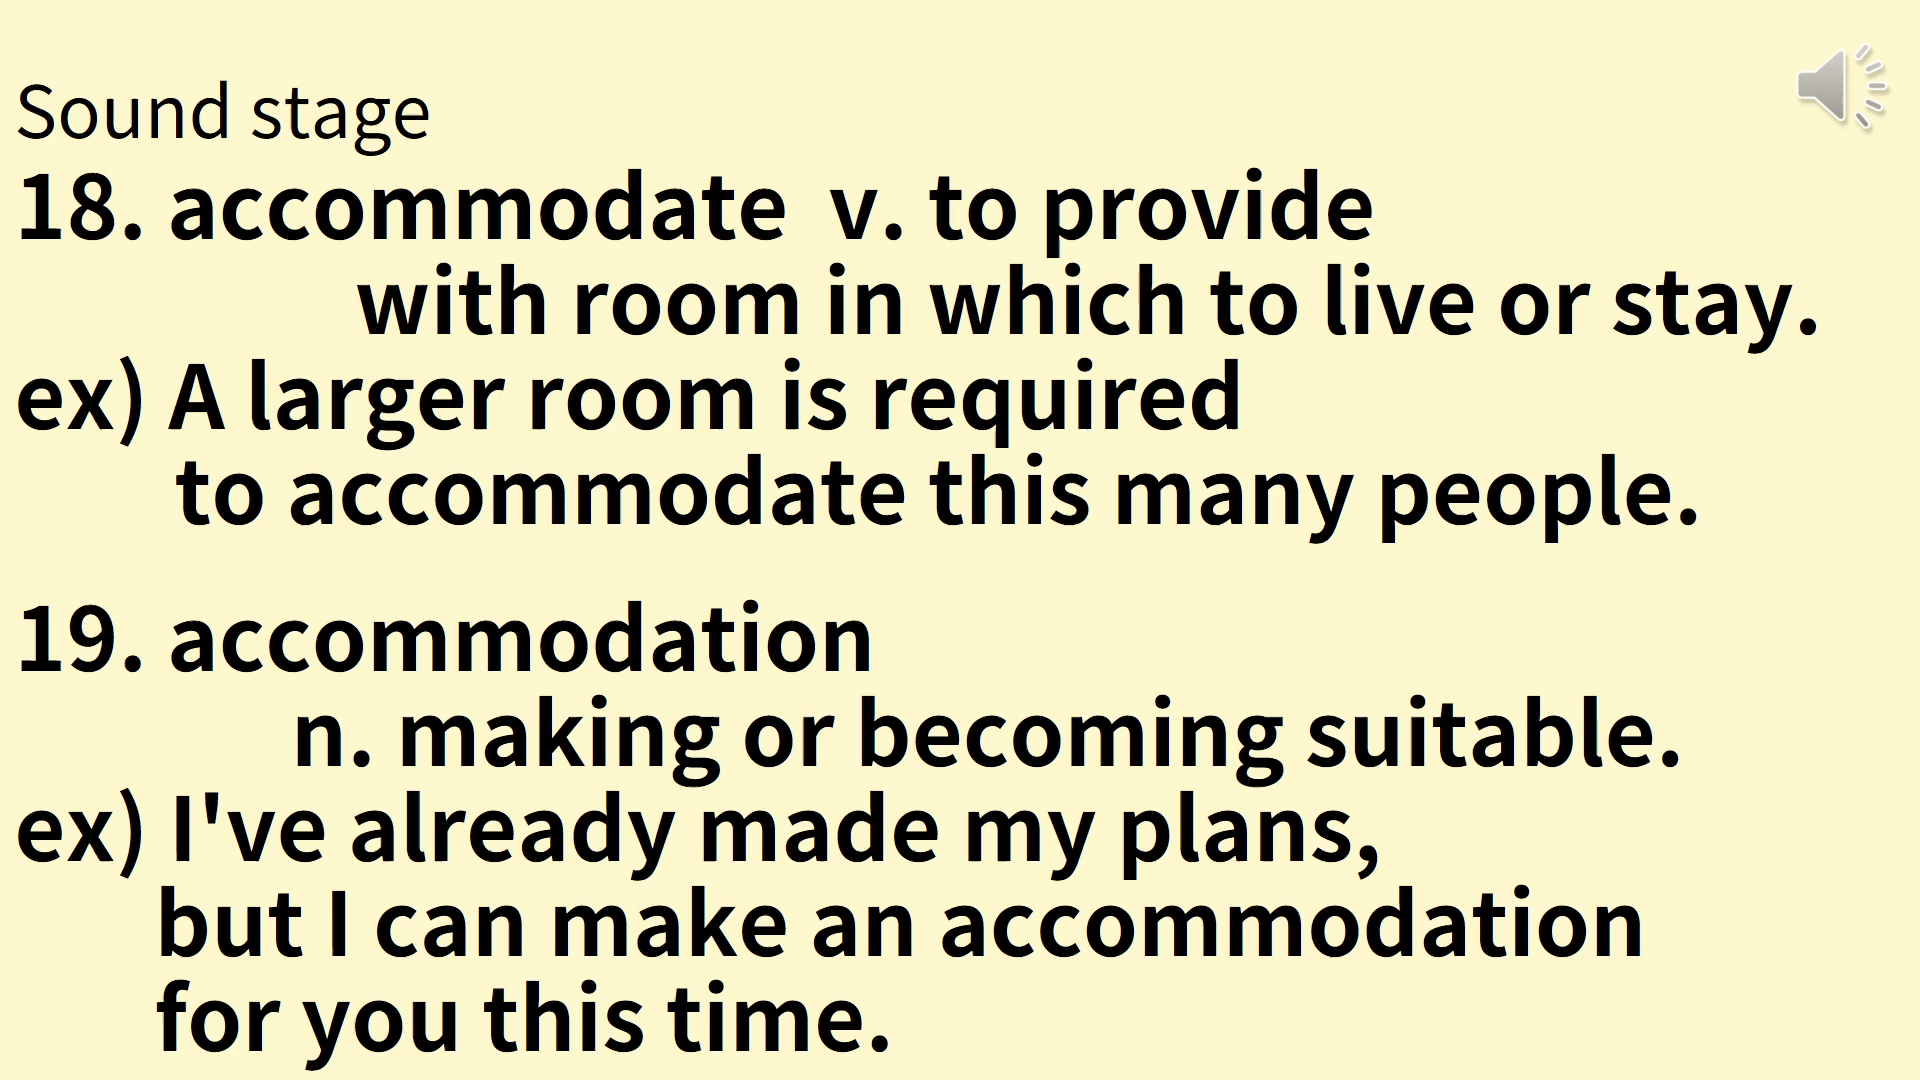 Sound stage
18. accommodate  v. to provide
with room in which to live or stay.
ex) A larger room is required
to accommodate this many people.
19. accommodation
n. making or becoming suitable.
ex) I've already made my plans,
but I can make an accommodation
for you this time.